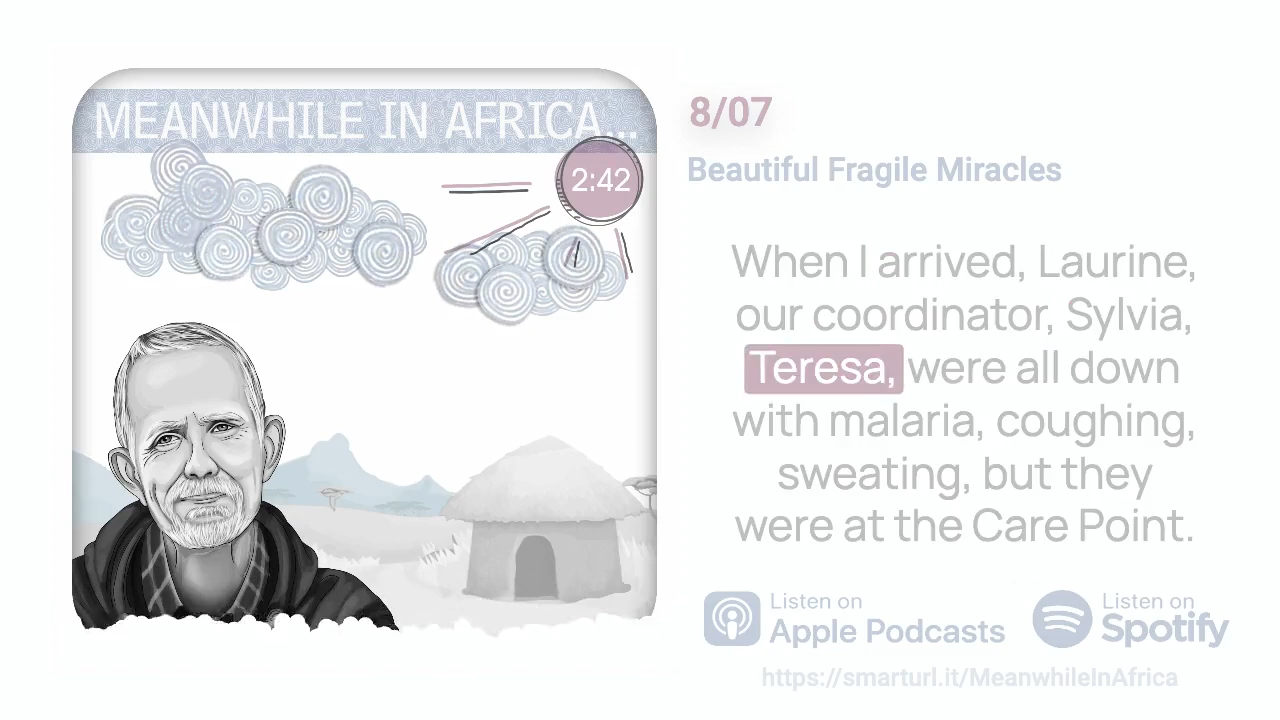 MEANWHILE IN AFRICA...
2:42
8/07
Beautiful Fragile Miracles
When I arrived, Laurine,
our coordinator, Sylvia,
Teresa, were all down
with malaria, coughing,
sweating, but they
were at the Care Point.
Listen on
Apple Podcasts
Listen on
Spotify
https://smarturl.it/MeanwhileInAfrica